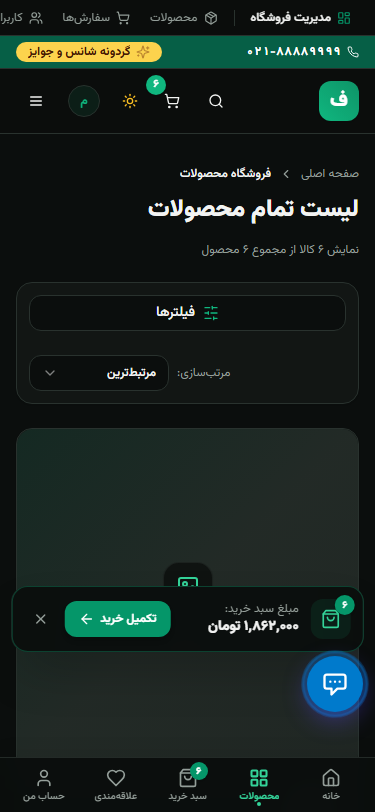 مدیریت فروشگاه
محصولات
سفارش‌ها
۰۲۱-۸۸۸۸۹۹۹۹
گردونه شانس و جوایز
ف
۶
م
صفحه اصلی
فروشگاه محصولات
لیست تمام محصولات
نمایش ۶ کالا از مجموع ۶ محصول
فیلترها
مرتب‌سازی:
مرتبط‌ترین
۶
مبلغ سبد خرید:
۱,۸۶۲,۰۰۰ تومان
تکمیل خرید
خانه
محصولات
۶
سبد خرید
علاقه‌مندی
حساب من